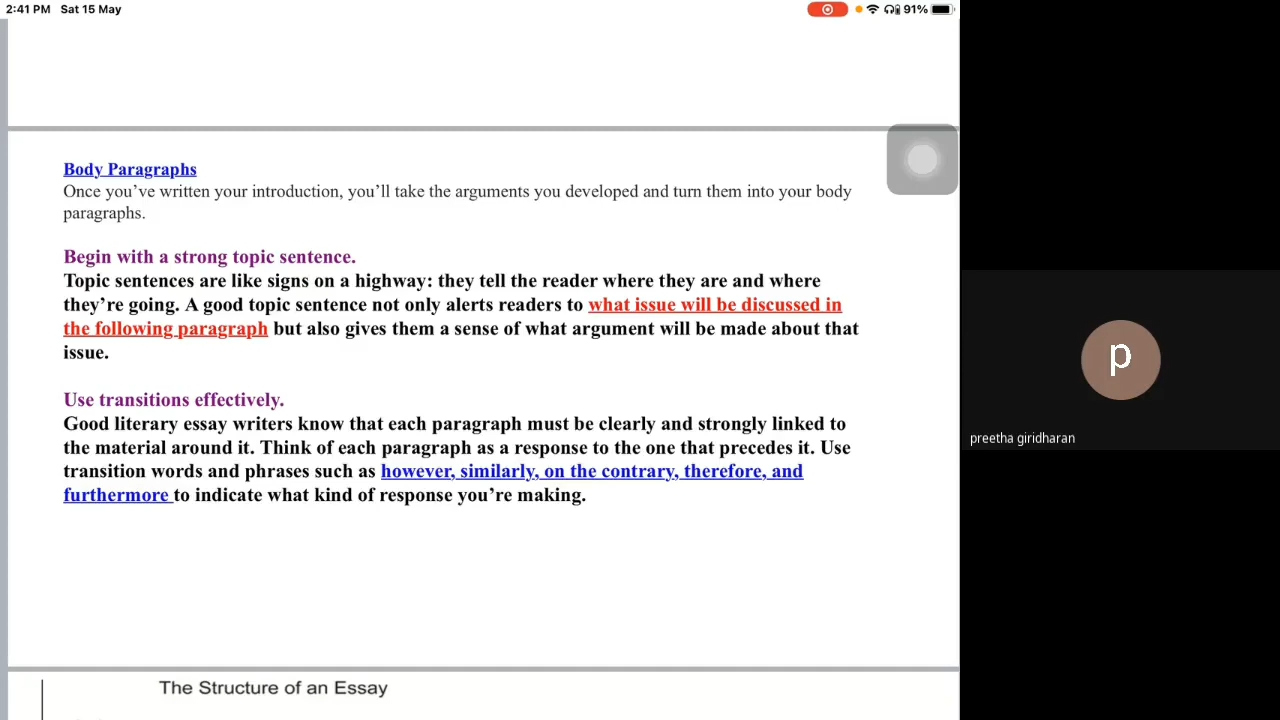 2:41 PM Sat 15 May
91%
Body Paragraphs
Once you’ve written your introduction, you’ll take the arguments you developed and turn them into your body
paragraphs.
Begin with a strong topic sentence.
Topic sentences are like signs on a highway: they tell the reader where they are and where
they’re going. A good topic sentence not only alerts readers to what issue will be discussed in
the following paragraph but also gives them a sense of what argument will be made about that
issue.
Use transitions effectively.
Good literary essay writers know that each paragraph must be clearly and strongly linked to
the material around it. Think of each paragraph as a response to the one that precedes it. Use
transition words and phrases such as however, similarly, on the contrary, therefore, and
furthermore to indicate what kind of response you’re making.
The Structure of an Essay
p
preetha giridharan